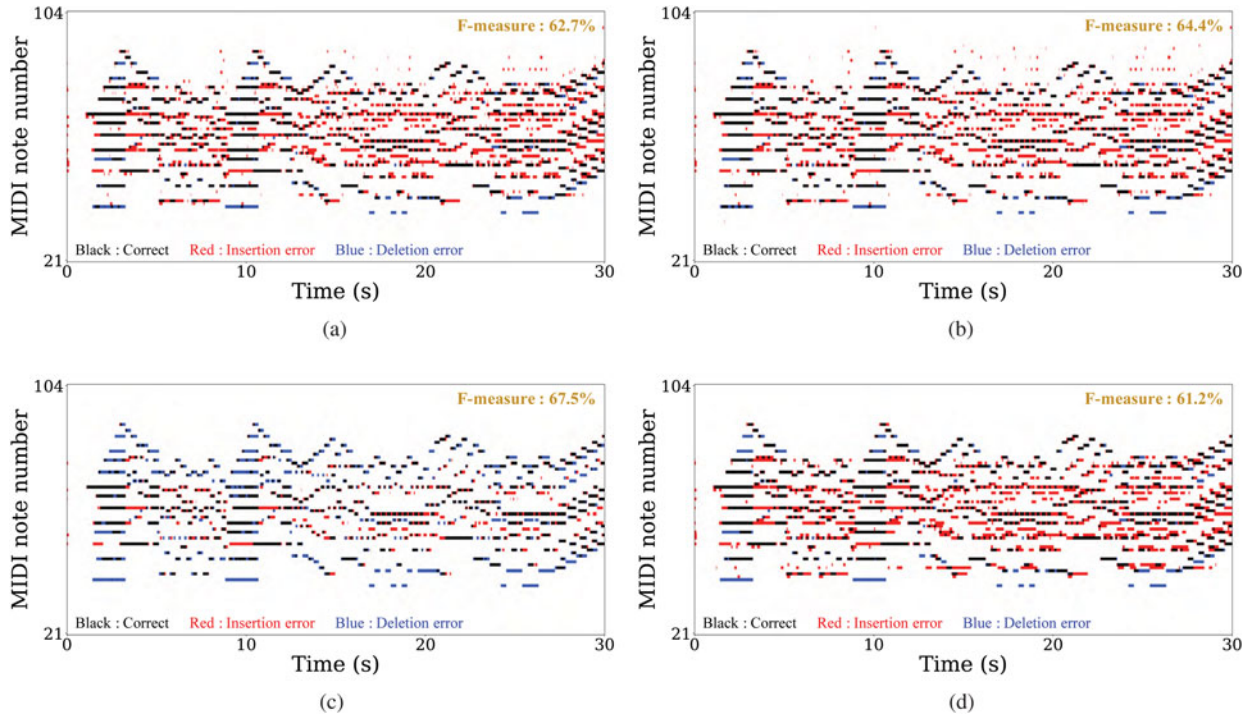 104
F-measure : 62.7%
MIDI note number
Black : Correct Red : Insertion error Blue : Deletion error
21
0 10 20 30
Time (s)
(a)
104
F-measure : 64.4%
MIDI note number
Black : Correct Red : Insertion error Blue : Deletion error
21
0 10 20 30
Time (s)
(b)
104
F-measure : 67.5%
MIDI note number
Black : Correct Red : Insertion error Blue : Deletion error
21
0 10 20 30
Time (s)
(c)
104
F-measure : 61.2%
MIDI note number
Black : Correct Red : Insertion error Blue : Deletion error
21
0 10 20 30
Time (s)
(d)